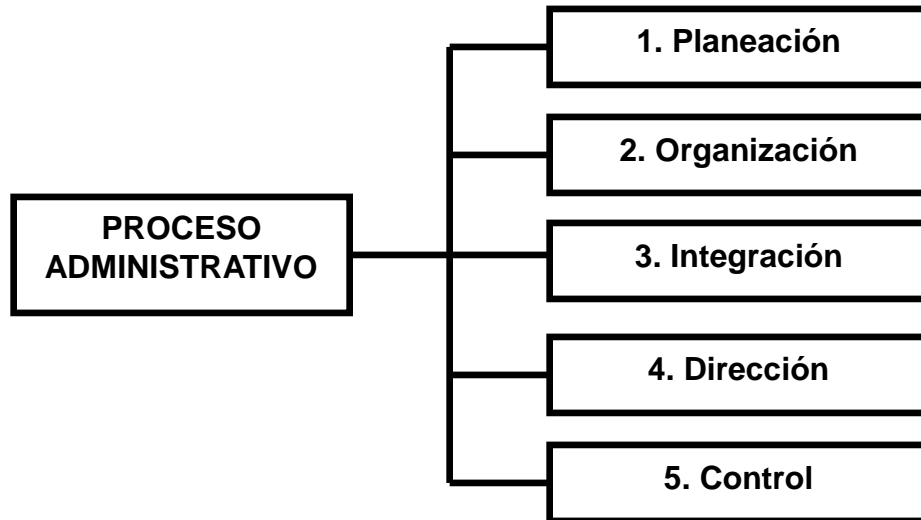 PROCESO
ADMINISTRATIVO
1. Planeación
2. Organización
3. Integración
4. Dirección
5. Control